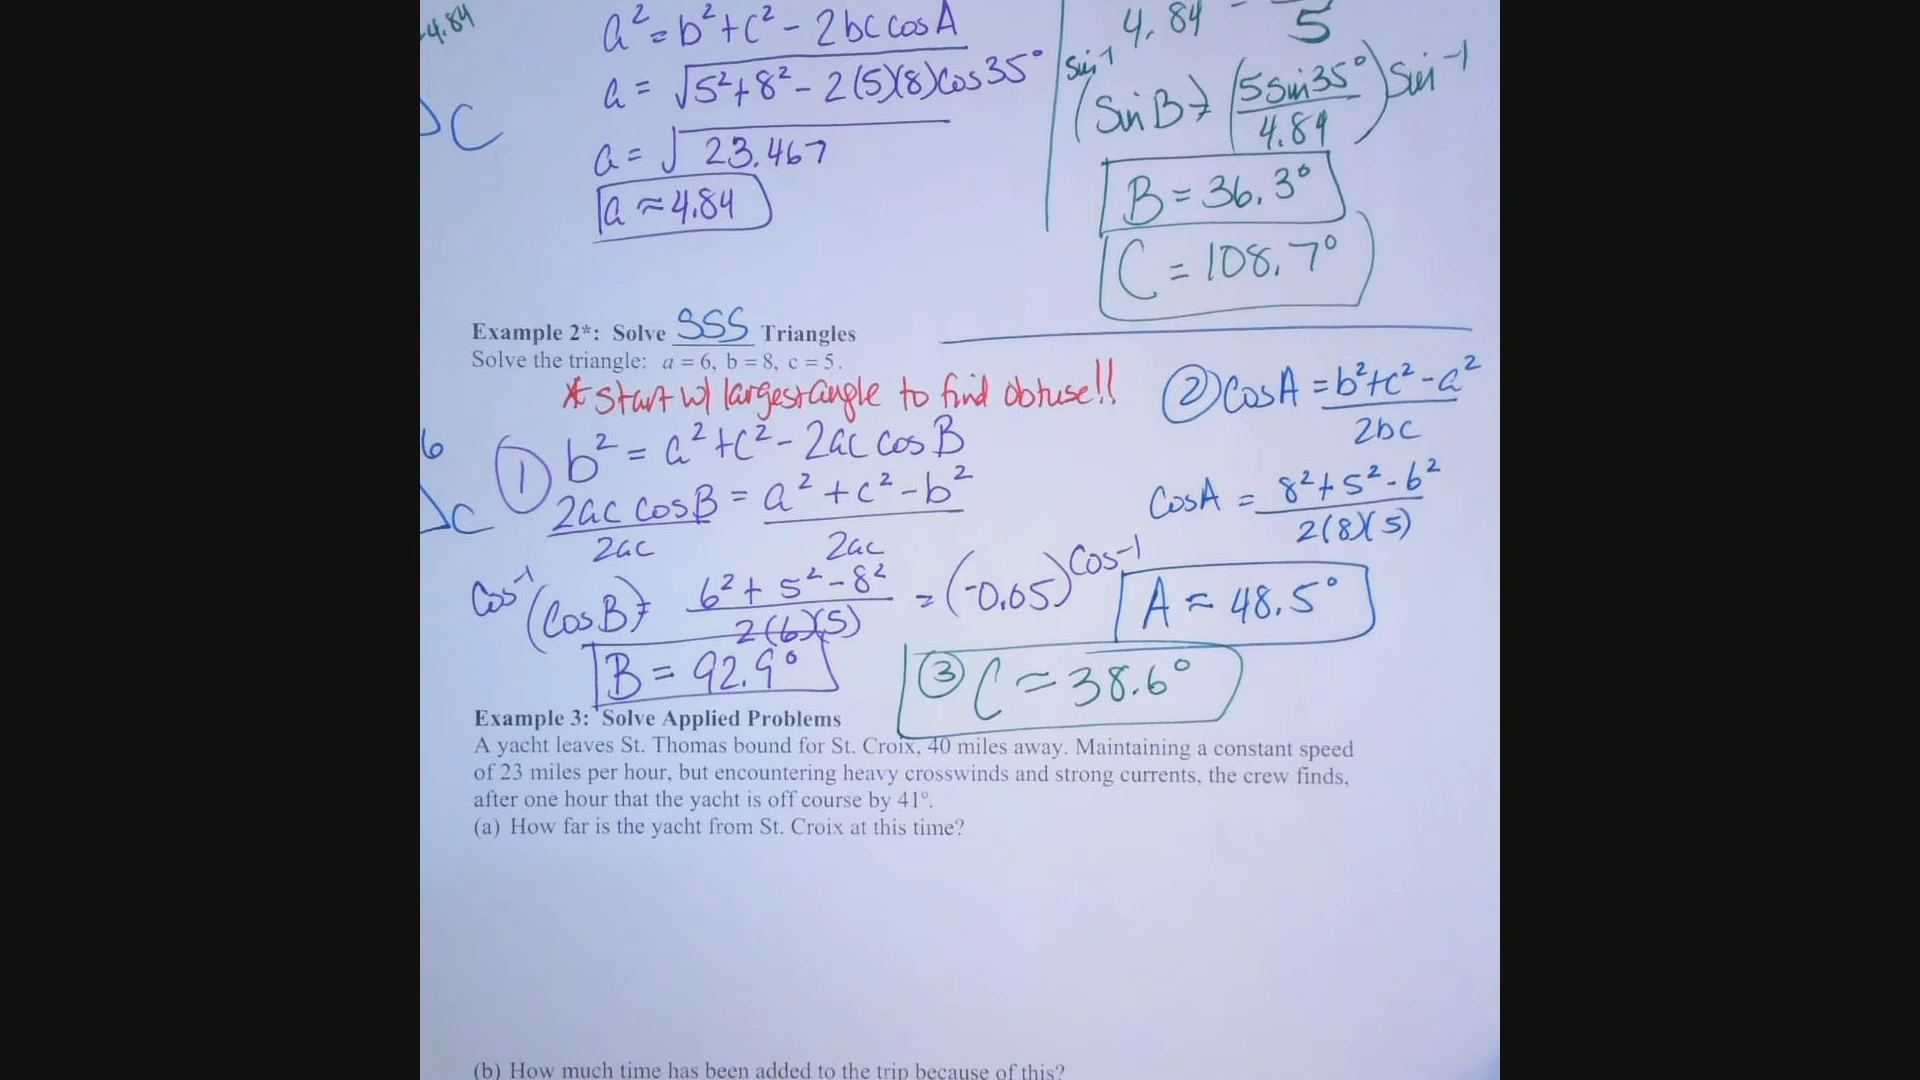 4.84
a² = b² + c² - 2bc cos A
a = √5² + 8² - 2(5)(8)cos 35°
a = √23.467
a ≈ 4.84
C
4.84 - 5
sin⁻¹ (sin B) = (5 sin 35° / 4.84) sin⁻¹
B = 36.3°
C = 108.7°
Example 2*: Solve SSS Triangles
Solve the triangle: a = 6, b = 8, c = 5.
* start w/ largest angle to find obtuse!!
6
C
① b² = a² + c² - 2ac cos B
2ac cos B / 2ac = a² + c² - b² / 2ac
cos⁻¹ (cos B) = 6² + 5² - 8² / 2(6)(5) = (-0.05) cos⁻¹
B = 92.9°
② cos A = b² + c² - a² / 2bc
cos A = 8² + 5² - 6² / 2(8)(5)
A ≈ 48.5°
③ C ≈ 38.6°
Example 3: Solve Applied Problems
A yacht leaves St. Thomas bound for St. Croix, 40 miles away. Maintaining a constant speed
of 23 miles per hour, but encountering heavy crosswinds and strong currents, the crew finds,
after one hour that the yacht is off course by 41°.
(a) How far is the yacht from St. Croix at this time?
(b) How much time has been added to the trip because of this?